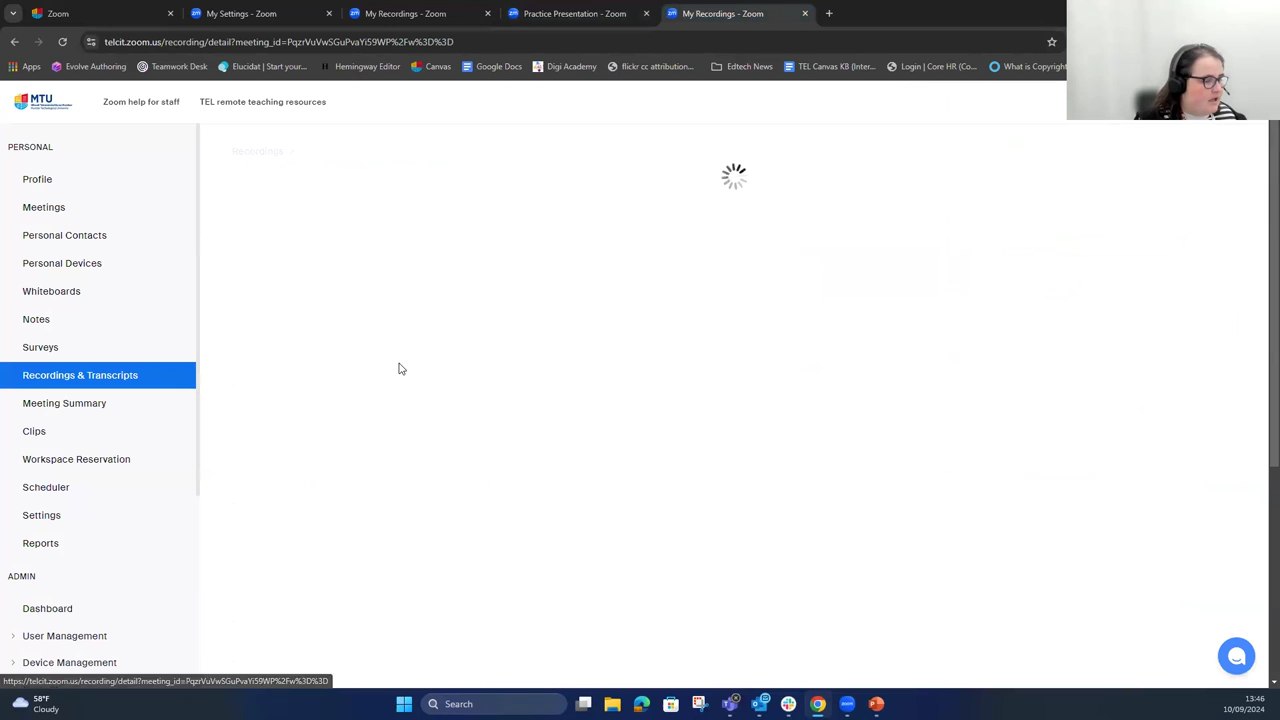 My Settings - Zoom
My Recordings - Zoom
Practice Presentation - Zoom
My Recordings - Zoom
telcit.zoom.us/recording/detail?meeting_id=PqzrVuVwSGuPvaYi59WP%2Fw%3D%3D
Apps
Evolve Authoring
Teamwork Desk
Elucidat | Start your...
Hemingway Editor
Canvas
Google Docs
Digi Academy
flickr cc attribution...
Edtech News
TEL Canvas KB (Inter...
Login | Core HR (Co...
What is Copyrigh
MTU
Zoom help for staff
TEL remote teaching resources
PERSONAL
Recordings
Profile
Meetings
Personal Contacts
Personal Devices
Whiteboards
Notes
Surveys
Recordings & Transcripts
Meeting Summary
Clips
Workspace Reservation
Scheduler
Settings
Reports
ADMIN
Dashboard
User Management
Device Management
https://telcit.zoom.us/recording/detail?meeting_id=PqzrVuVwSGuPvaYi59WP%2Fw%3D%3D
58°F
Cloudy
Search
zoom
13:46
10/09/2024